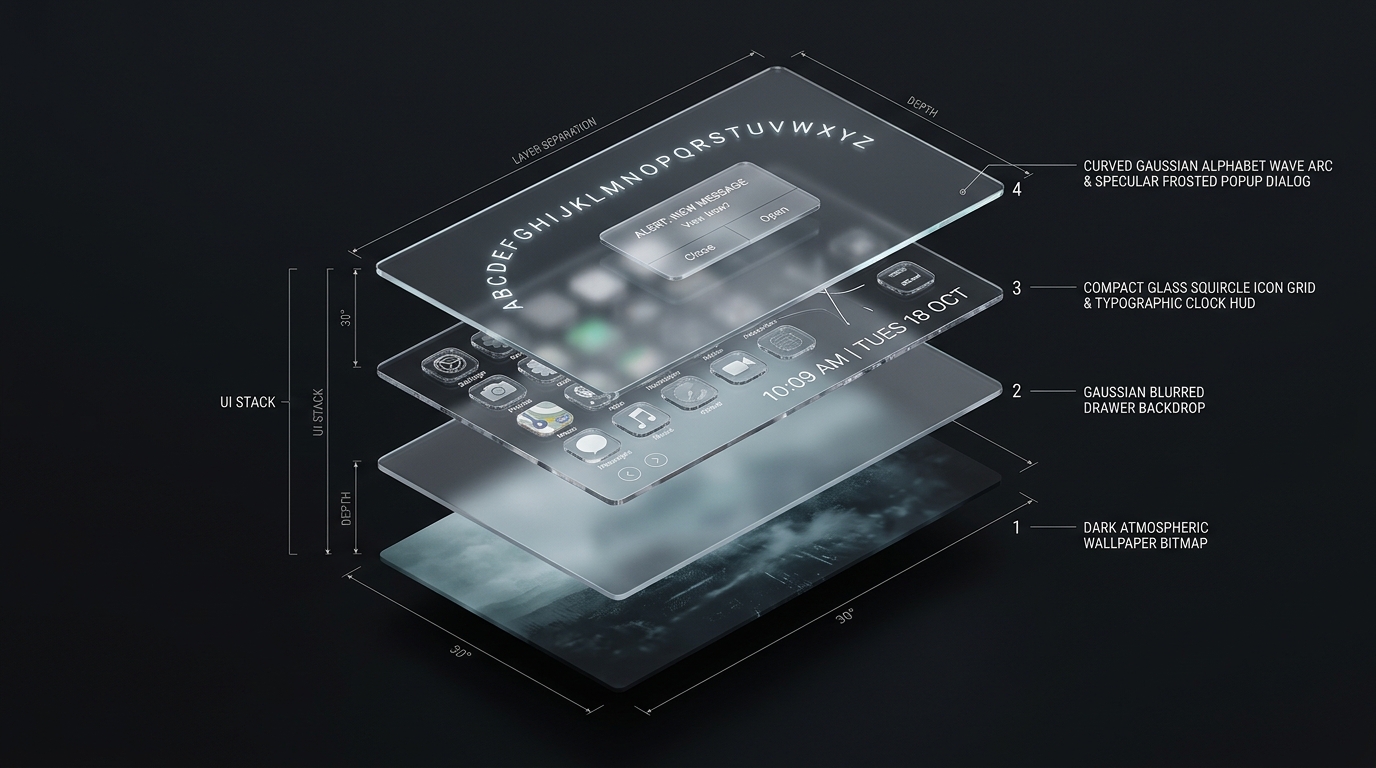 LAYER SEPARATION
DEPTH
ABCDEFGHIJKLMNOPQRSTUVWXYZ
ALERT: NEW MESSAGE
View Now?
Open
4
CURVED GAUSSIAN ALPHABET WAVE ARC
& SPECULAR FROSTED POPUP DIALOG
3
COMPACT GLASS SQUIRCLE ICON GRID
& TYPOGRAPHIC CLOCK HUD
30°
10:09 AM | TUES 18 OCT
UI STACK
UI STACK
2
GAUSSIAN BLURRED
DRAWER BACKDROP
DEPTH
1
DARK ATMOSPHERIC
WALLPAPER BITMAP
30°
30°